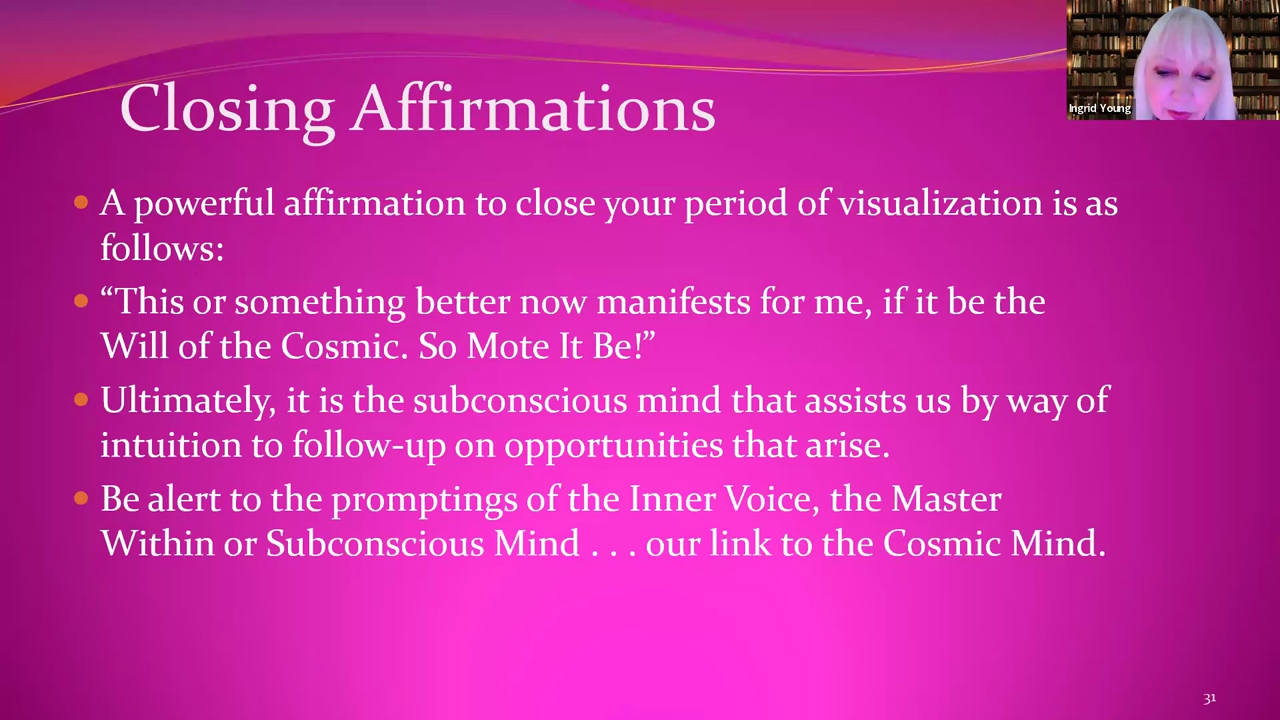 Closing Affirmations
Ingrid Young
• A powerful affirmation to close your period of visualization is as
follows:
• “This or something better now manifests for me, if it be the
Will of the Cosmic. So Mote It Be!”
• Ultimately, it is the subconscious mind that assists us by way of
intuition to follow-up on opportunities that arise.
• Be alert to the promptings of the Inner Voice, the Master
Within or Subconscious Mind . . . our link to the Cosmic Mind.
31